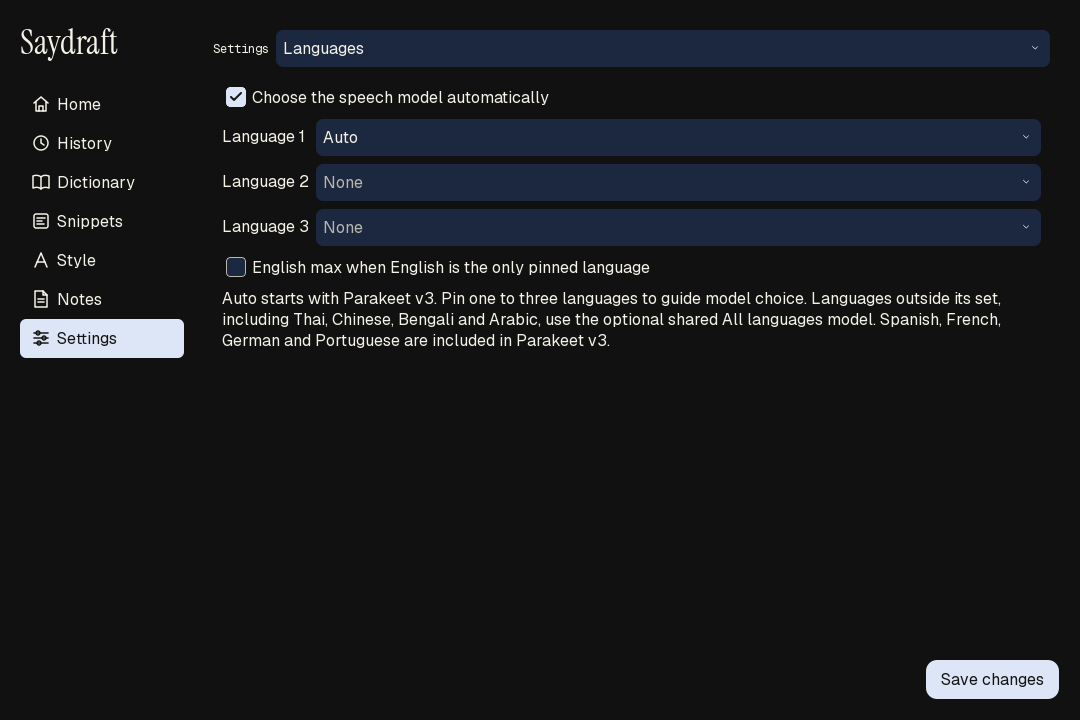 Saydraft
Home
History
Dictionary
Snippets
Style
Notes
Settings
Settings
Languages
Choose the speech model automatically
Language 1
Auto
Language 2
None
Language 3
None
English max when English is the only pinned language
Auto starts with Parakeet v3. Pin one to three languages to guide model choice. Languages outside its set,
including Thai, Chinese, Bengali and Arabic, use the optional shared All languages model. Spanish, French,
German and Portuguese are included in Parakeet v3.
Save changes